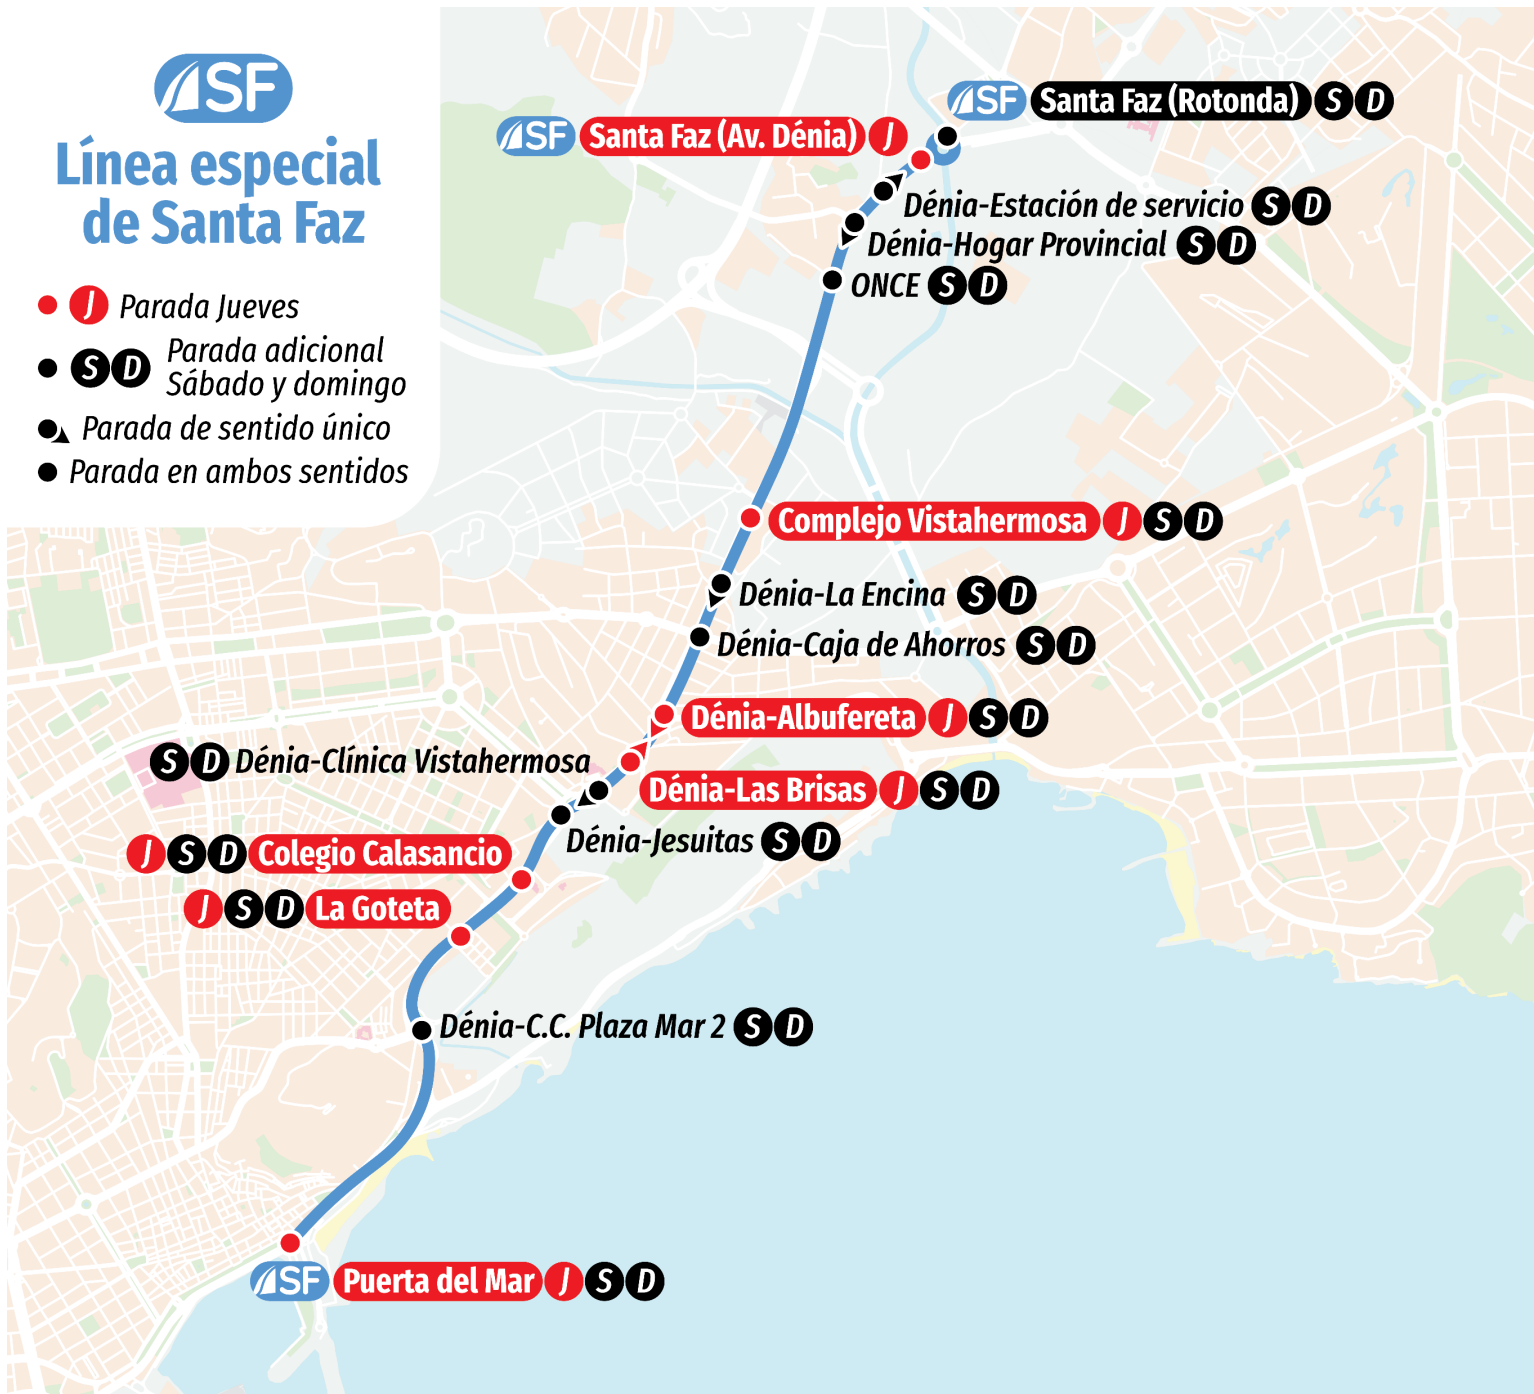 SF
Línea especial
de Santa Faz
J Parada Jueves
S D Parada adicional
Sábado y domingo
Parada de sentido único
Parada en ambos sentidos
SF Santa Faz (Rotonda) S D
SF Santa Faz (Av. Dénia) J
Dénia-Estación de servicio S D
Dénia-Hogar Provincial S D
ONCE S D
Complejo Vistahermosa J S D
Dénia-La Encina S D
Dénia-Caja de Ahorros S D
Dénia-Albufereta J S D
S D Dénia-Clínica Vistahermosa
Dénia-Las Brisas J S D
Dénia-Jesuitas S D
J S D Colegio Calasancio
J S D La Goteta
Dénia-C.C. Plaza Mar 2 S D
SF Puerta del Mar J S D